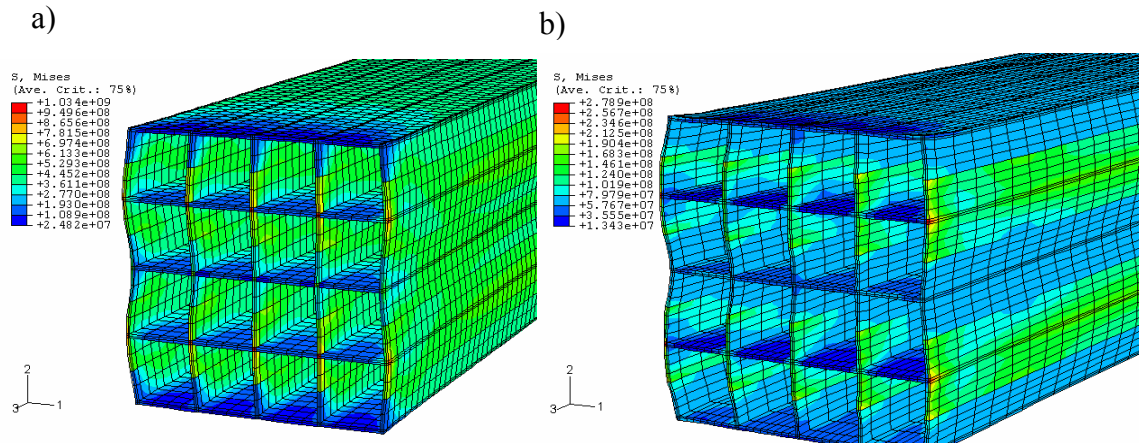 a)
S, Mises
(Ave. Crit.: 75%)
+1.034e+09
+9.496e+08
+8.656e+08
+7.815e+08
+6.974e+08
+6.133e+08
+5.293e+08
+4.452e+08
+3.611e+08
+2.770e+08
+1.930e+08
+1.089e+08
+2.482e+07
2
3
1
b)
S, Mises
(Ave. Crit.: 75%)
+2.789e+08
+2.567e+08
+2.346e+08
+2.125e+08
+1.904e+08
+1.683e+08
+1.461e+08
+1.240e+08
+1.019e+08
+7.979e+07
+5.767e+07
+3.555e+07
+1.343e+07
2
3
1